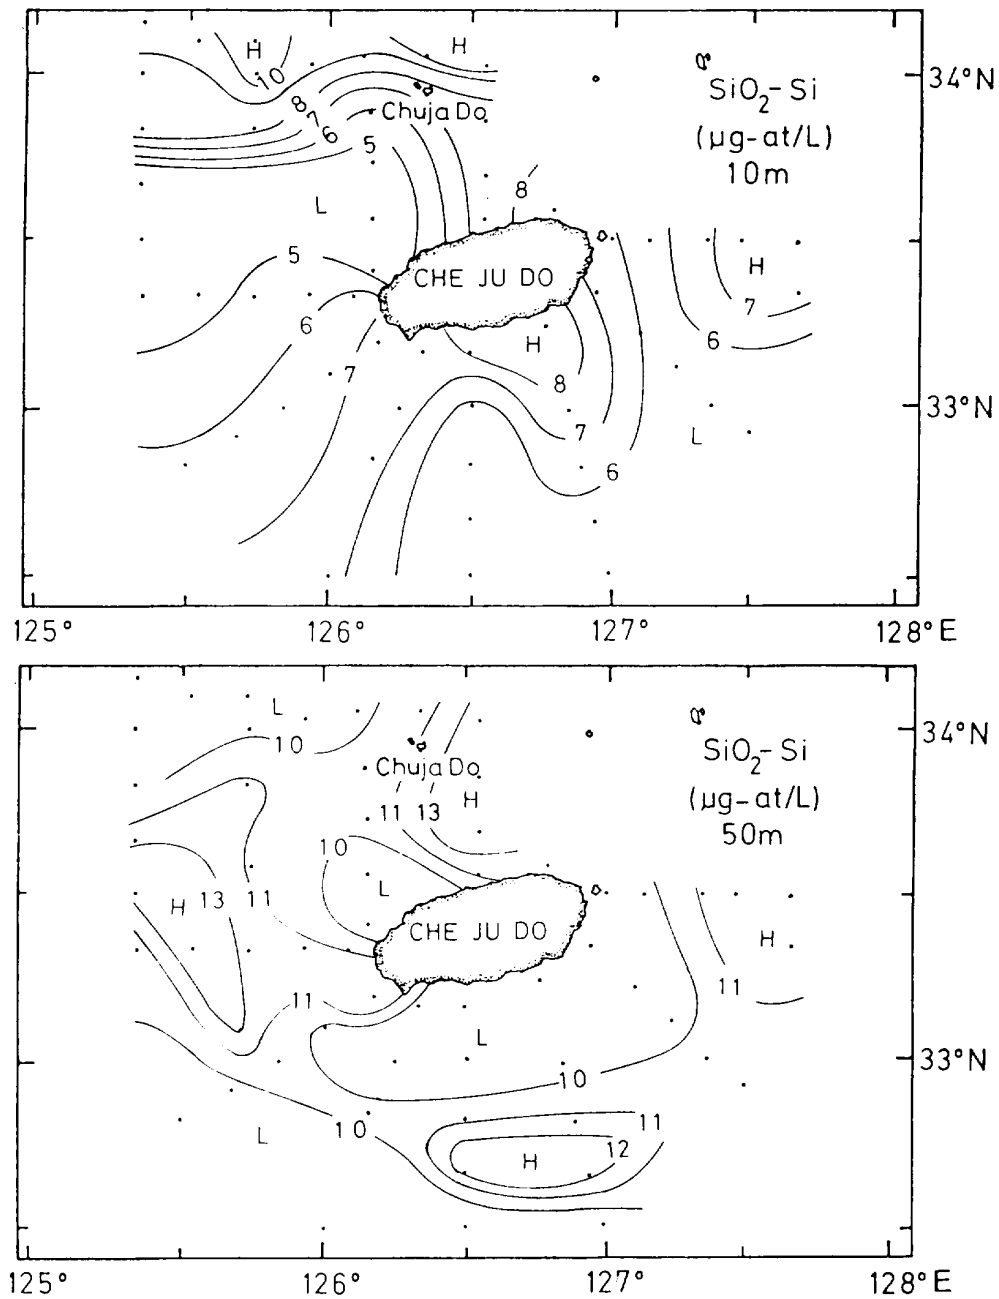 H
H
10
34°N
SiO2-Si
(µg-at/L)
10m
Chuja Do
8
7
6
5
8
L
5
CHE JU DO
H
7
6
6
H
7
8
7
L
33°N
6
125°
126°
127°
128°E
L
10
34°N
SiO2-Si
(µg-at/L)
50m
Chuja Do
11
13
H
10
L
H
13
11
CHE JU DO
H
11
11
L
33°N
10
10
L
11
12
H
125°
126°
127°
128°E